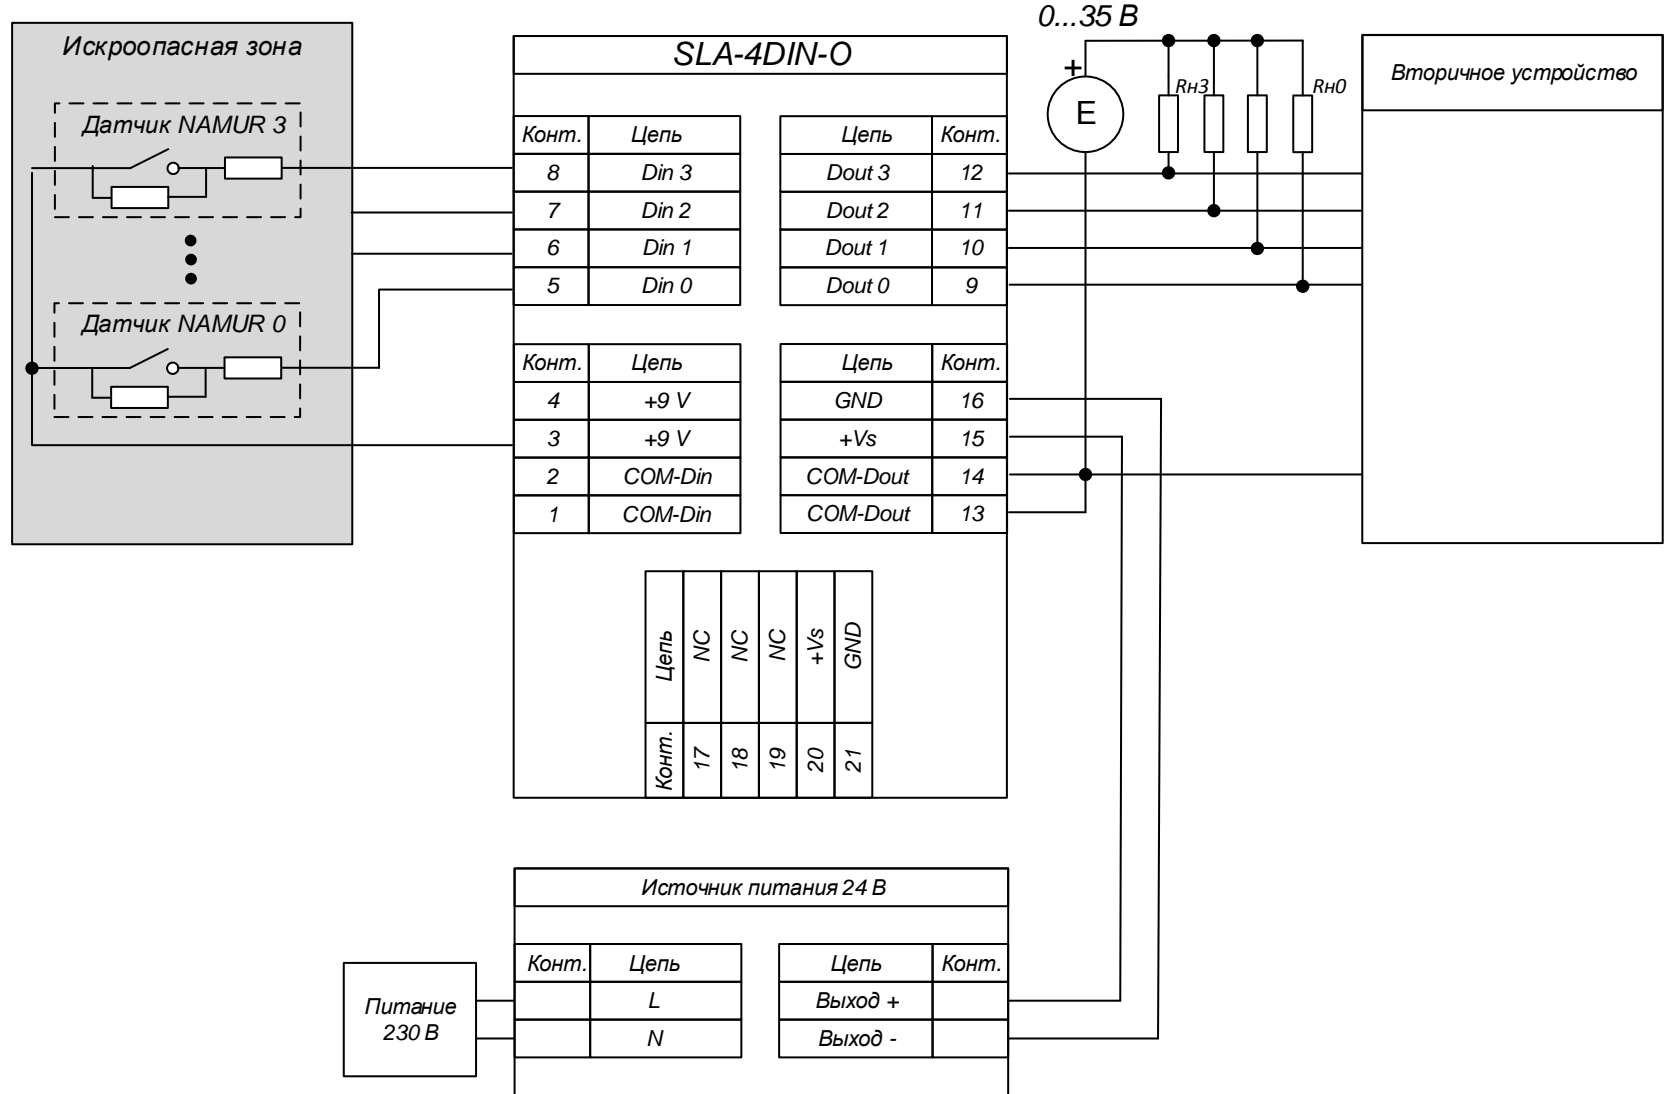 0...35 В
Искроопасная зона
SLA-4DIN-O
Вторичное устройство
+
E
Rн3
Rн0
Датчик NAMUR 3
Конт. Цепь
8 Din 3
7 Din 2
6 Din 1
5 Din 0
Цепь Конт.
Dout 3 12
Dout 2 11
Dout 1 10
Dout 0 9
Датчик NAMUR 0
Конт. Цепь
4 +9 V
3 +9 V
2 COM-Din
1 COM-Din
Цепь Конт.
GND 16
+Vs 15
COM-Dout 14
COM-Dout 13
Цепь NC NC NC +Vs GND
Конт. 17 18 19 20 21
Источник питания 24 В
Питание
230 В
Конт. Цепь
L
N
Цепь Конт.
Выход +
Выход -